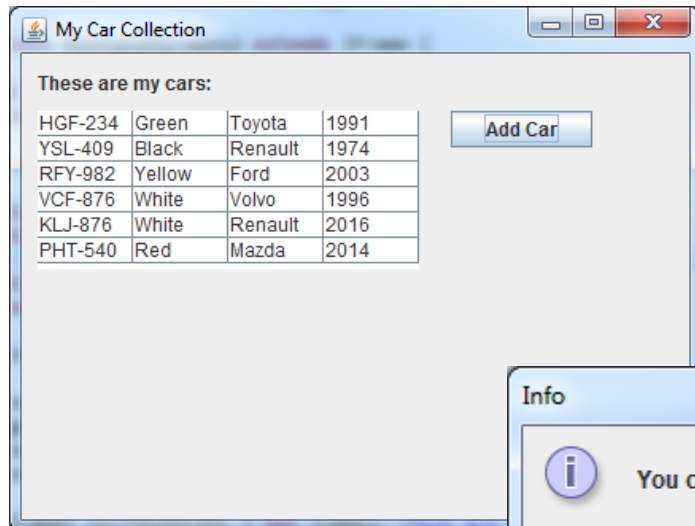 My Car Collection
These are my cars:
HGF-234 Green Toyota 1991
YSL-409 Black Renault 1974
RFY-982 Yellow Ford 2003
VCF-876 White Volvo 1996
KLJ-876 White Renault 2016
PHT-540 Red Mazda 2014
Add Car
Info
You